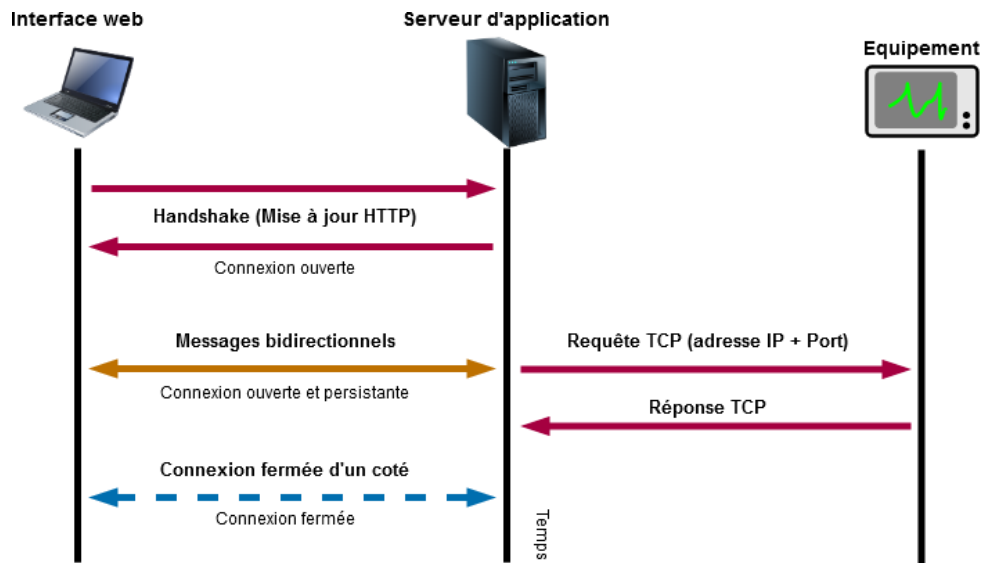 Interface web
Serveur d'application
Equipement
Handshake (Mise à jour HTTP)
Connexion ouverte
Messages bidirectionnels
Connexion ouverte et persistante
Requête TCP (adresse IP + Port)
Réponse TCP
Connexion fermée d'un coté
Connexion fermée
Temps